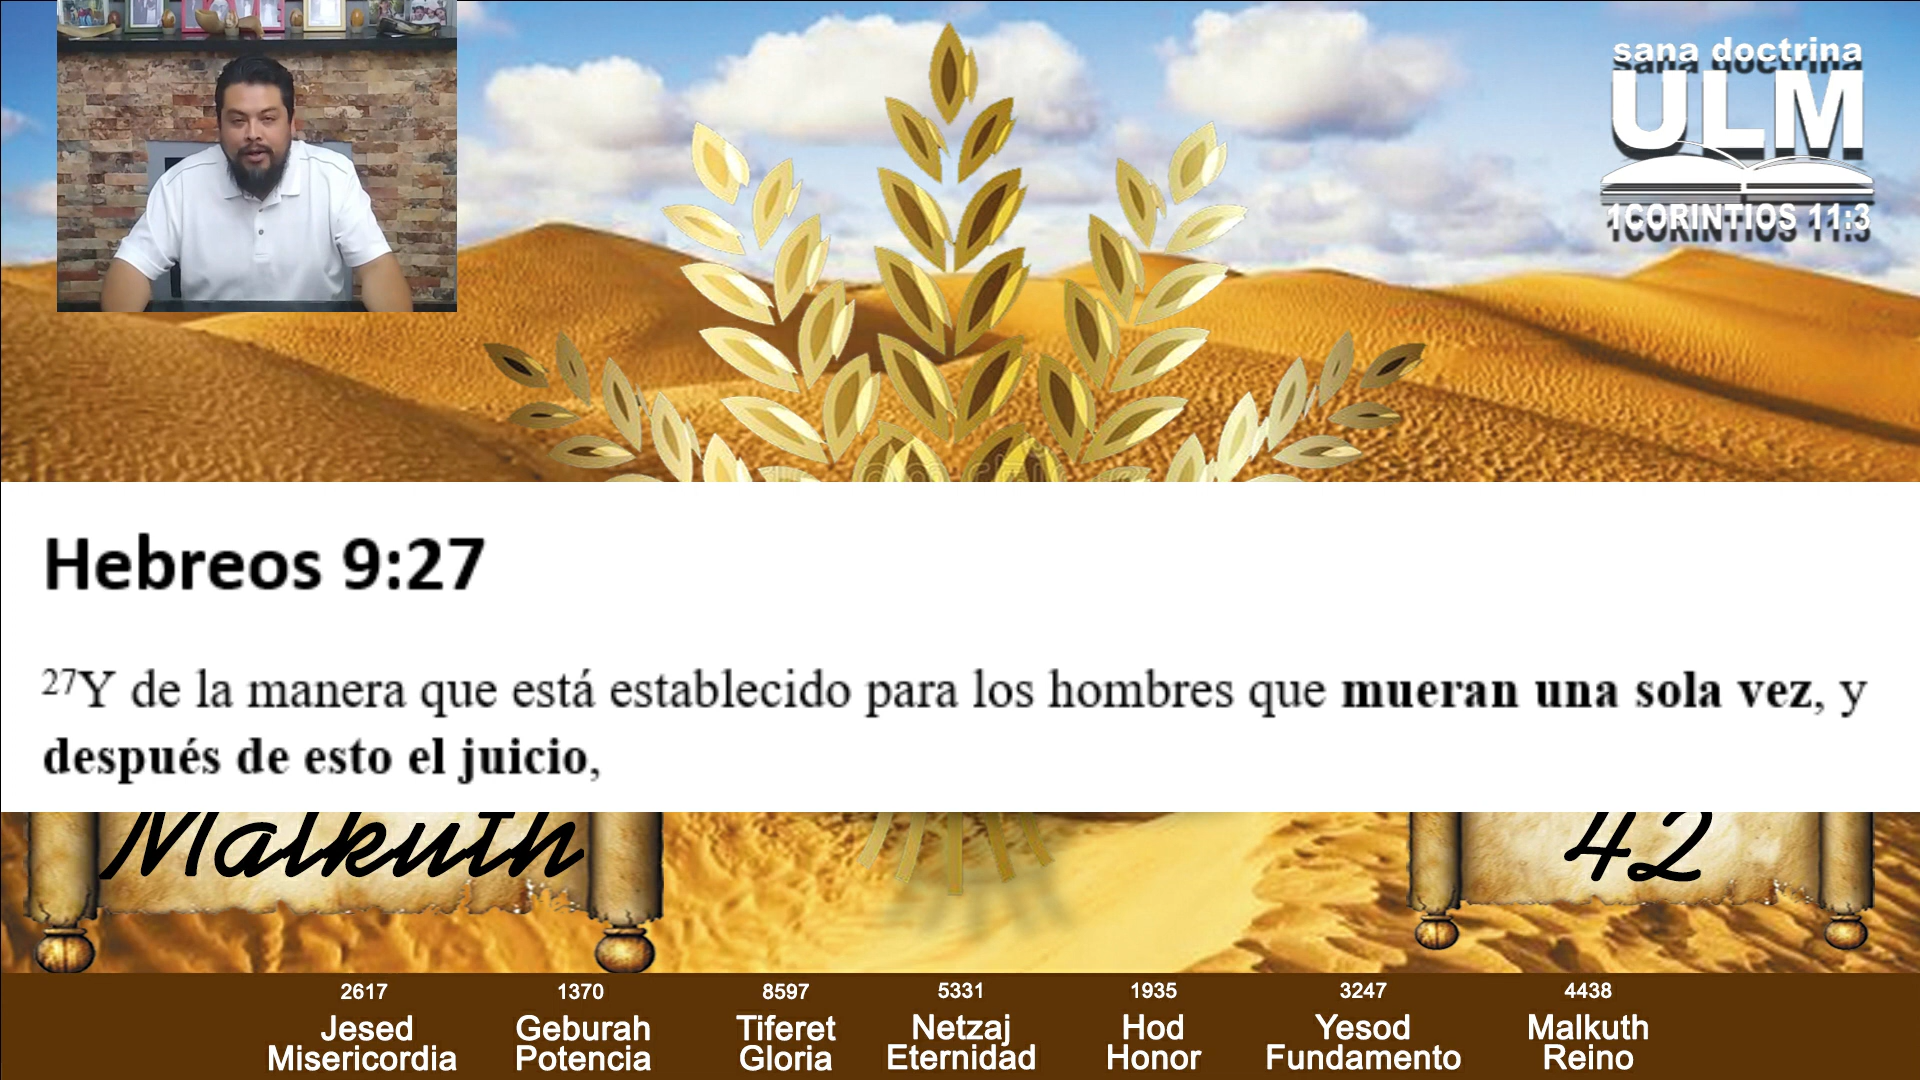 sana doctrina
ULM
1CORINTIOS 11:3
Hebreos 9:27
27Y de la manera que está establecido para los hombres que mueran una sola vez, y
después de esto el juicio,
Malkuth
42
2617 1370 8597 5331 1935 3247 4438
Jesed Geburah Tiferet Netzaj Hod Yesod Malkuth
Misericordia Potencia Gloria Eternidad Honor Fundamento Reino